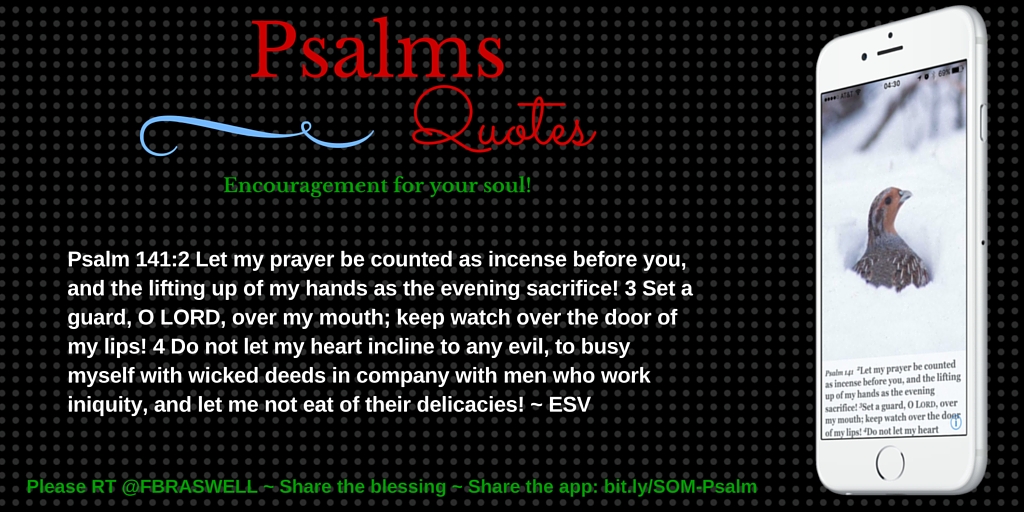 Psalms
Quotes
Encouragement for your soul!
Psalm 141:2 Let my prayer be counted as incense before you,
and the lifting up of my hands as the evening sacrifice! 3 Set a
guard, O LORD, over my mouth; keep watch over the door of
my lips! 4 Do not let my heart incline to any evil, to busy
myself with wicked deeds in company with men who work
iniquity, and let me not eat of their delicacies! ~ ESV
Please RT @FBRASWELL ~ Share the blessing ~ Share the app: bit.ly/SOM-Psalm
AT&T 04:30 69%
Psalm 141 2Let my prayer be counted
as incense before you, and the lifting
up of my hands as the evening
sacrifice! 3Set a guard, O LORD, over
my mouth; keep watch over the door
of my lips! 4Do not let my heart